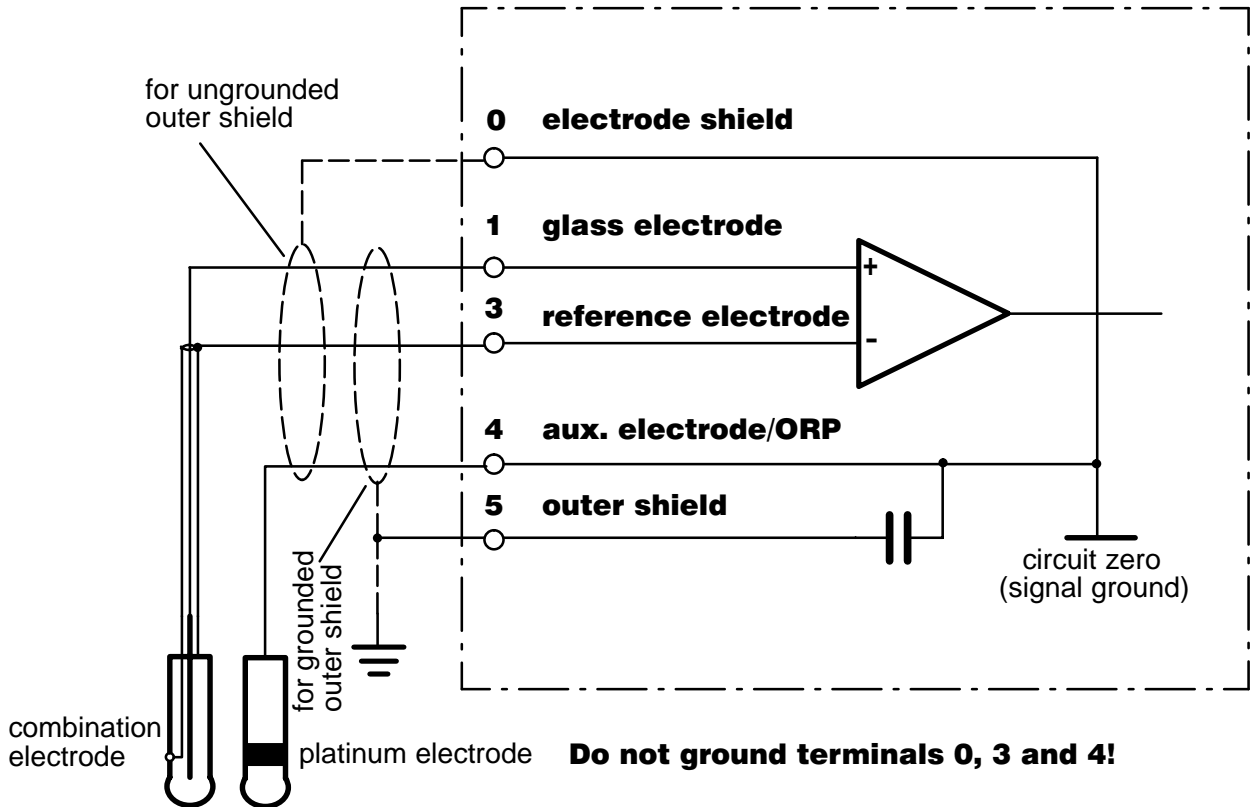 for ungrounded
outer shield
0 electrode shield
1 glass electrode
+
3 reference electrode
-
4 aux. electrode/ORP
5 outer shield
circuit zero
(signal ground)
for grounded
outer shield
combination
electrode
platinum electrode
Do not ground terminals 0, 3 and 4!